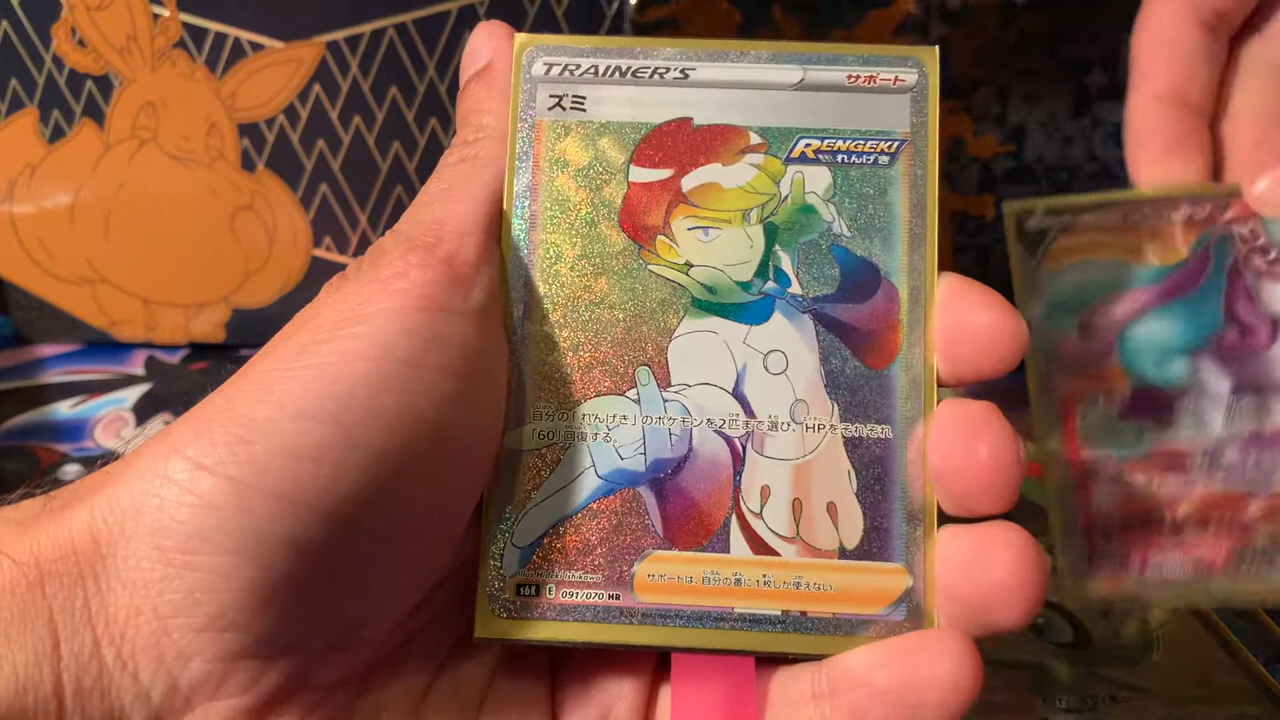 TRAINER'S
サポート
ズミ
RENGEKI
れんげき
自分の「れんげき」のポケモンを2匹まで選び、HPをそれぞれ
「60」回復する。
Illus. Hideki Ishikawa
サポートは、自分の番に1枚しか使えない。
s6K E 091/070 HR